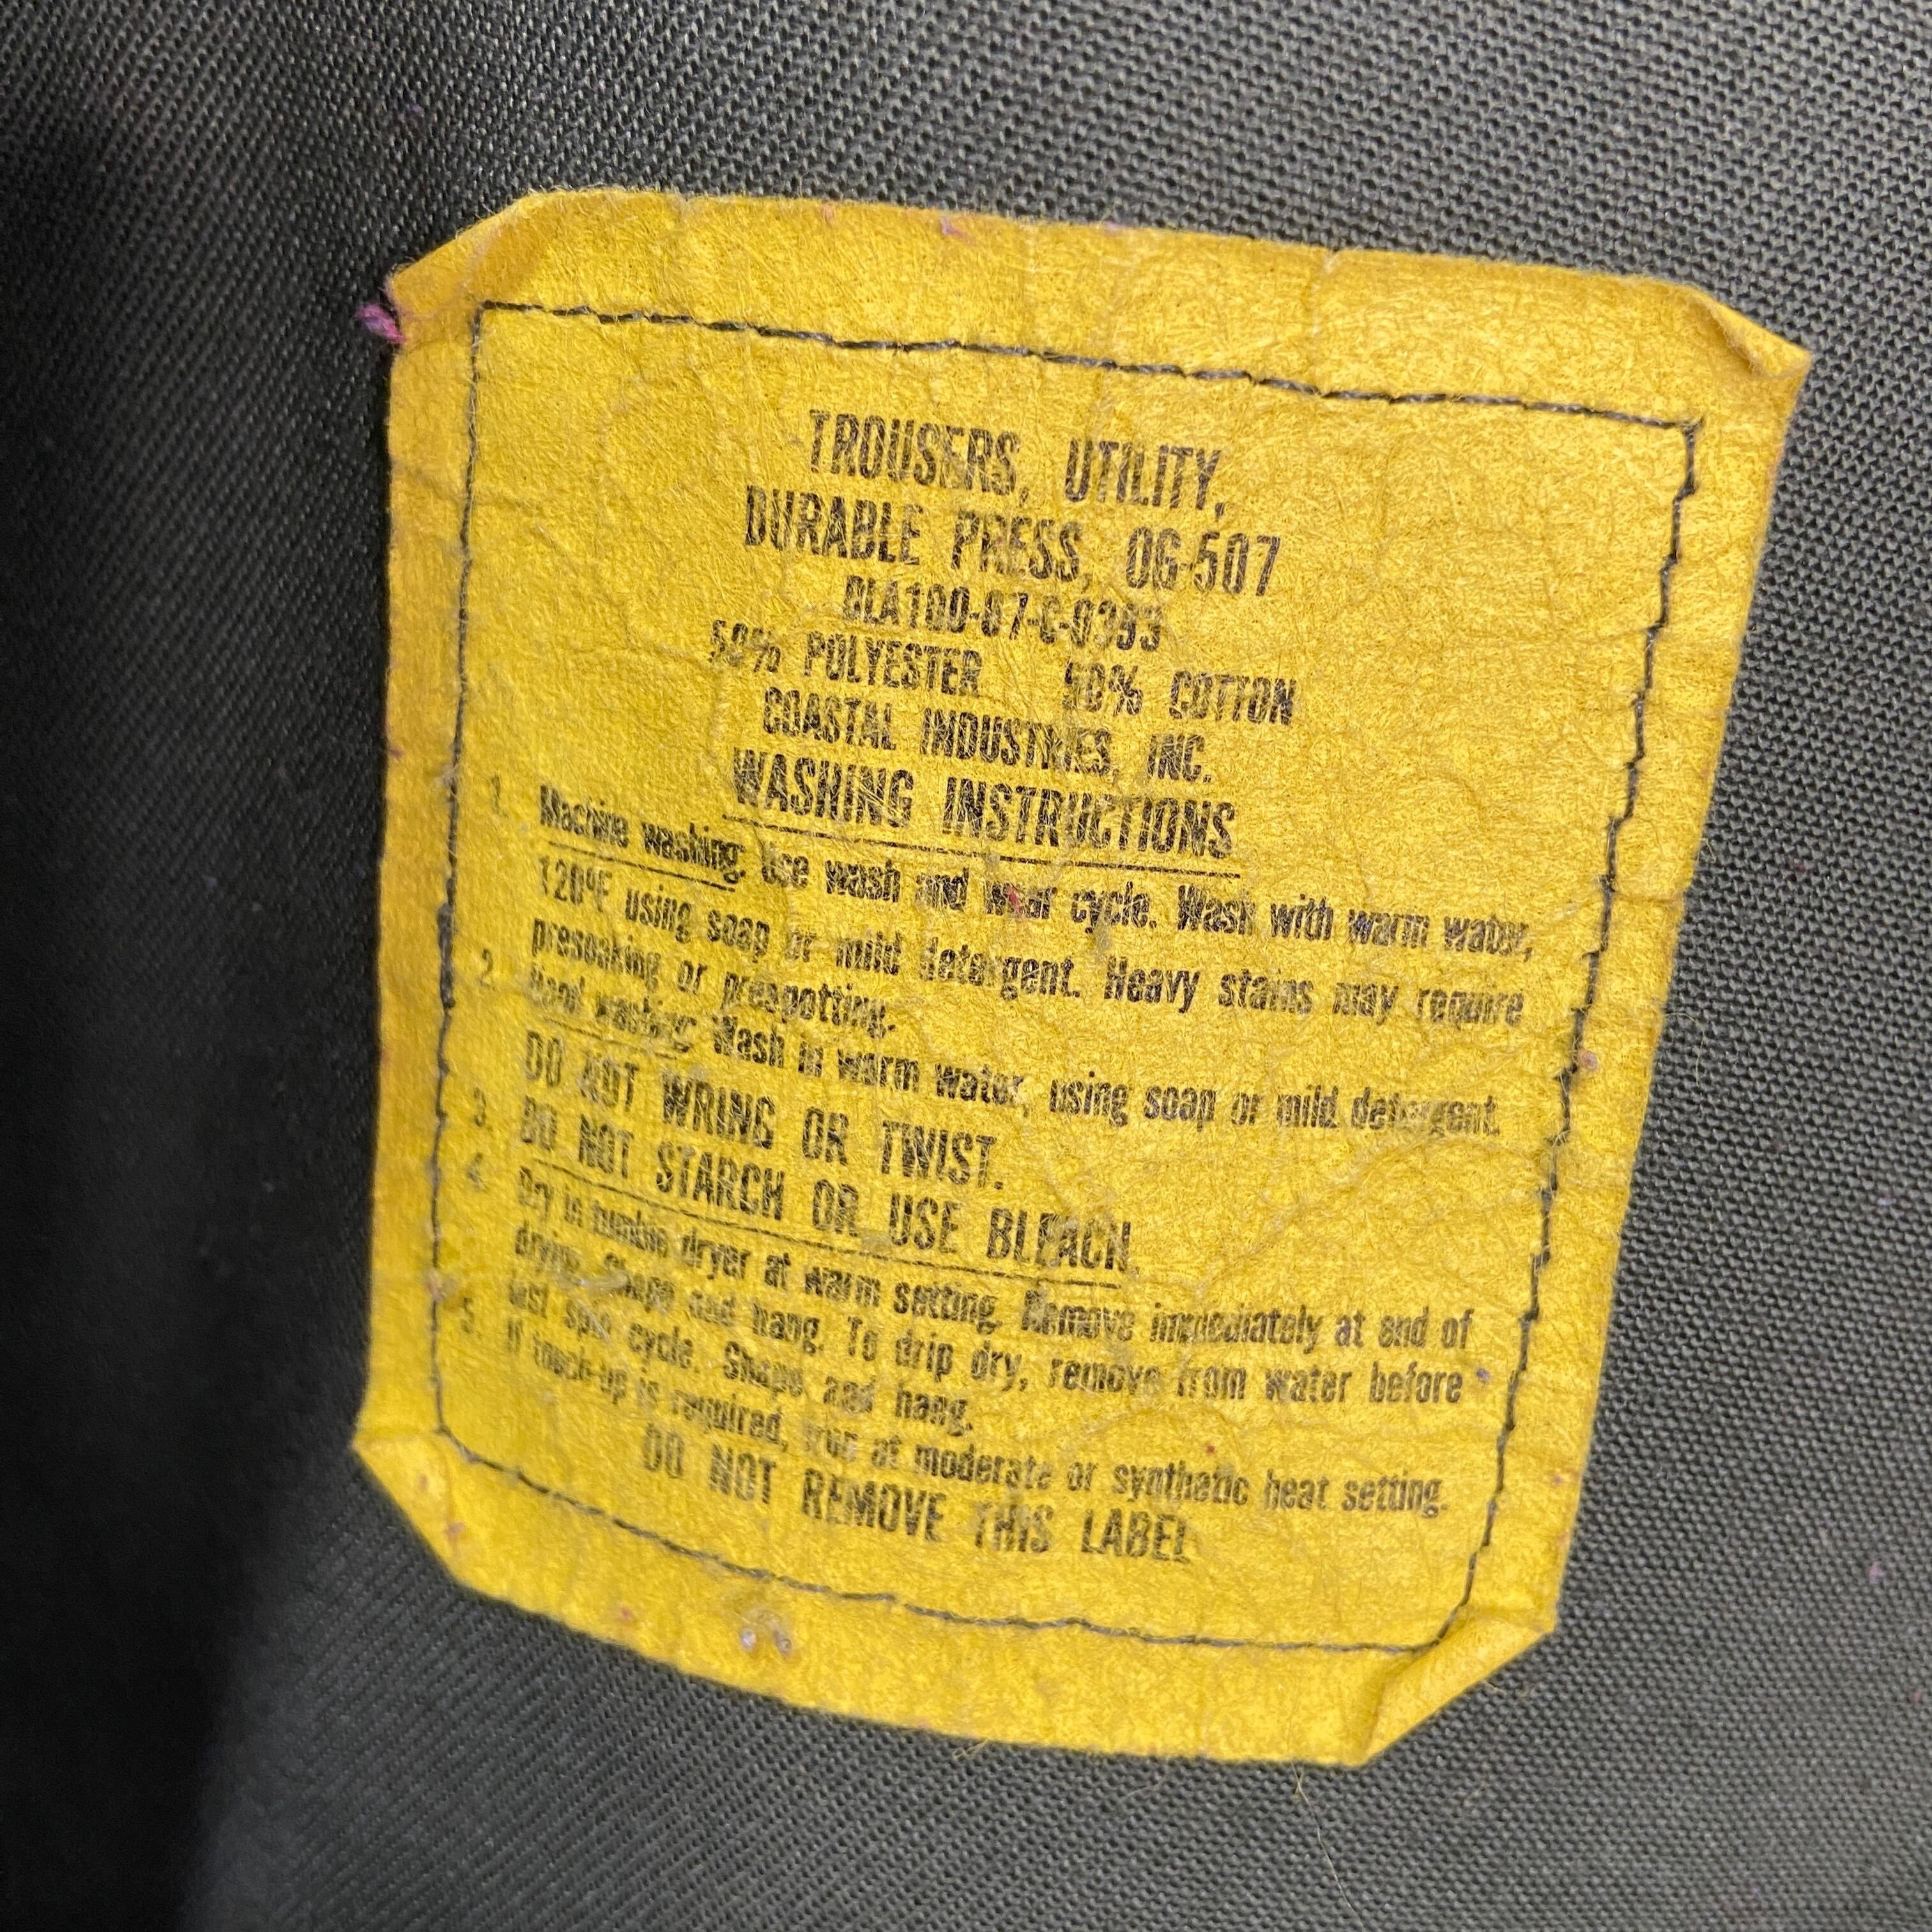 TROUSERS, UTILITY,
DURABLE PRESS, OG-507
50% POLYESTER 50% COTTON
COASTAL INDUSTRIES, INC.
WASHING INSTRUCTIONS
1. Machine washing: Use wash and wear cycle. Wash with warm water,
120°F using soap or mild detergent. Heavy stains may require
presoaking or prespotting.
2. Hand washing: Wash in warm water, using soap or mild detergent.
DO NOT WRING OR TWIST.
3. DO NOT STARCH OR USE BLEACH.
4. Dry in tumble dryer at warm setting. Remove immediately at end of
drying. Shape and hang. To drip dry, remove from water before
last spin cycle. Shape and hang.
5. If touch-up is required, iron at moderate or synthetic heat setting.
DO NOT REMOVE THIS LABEL